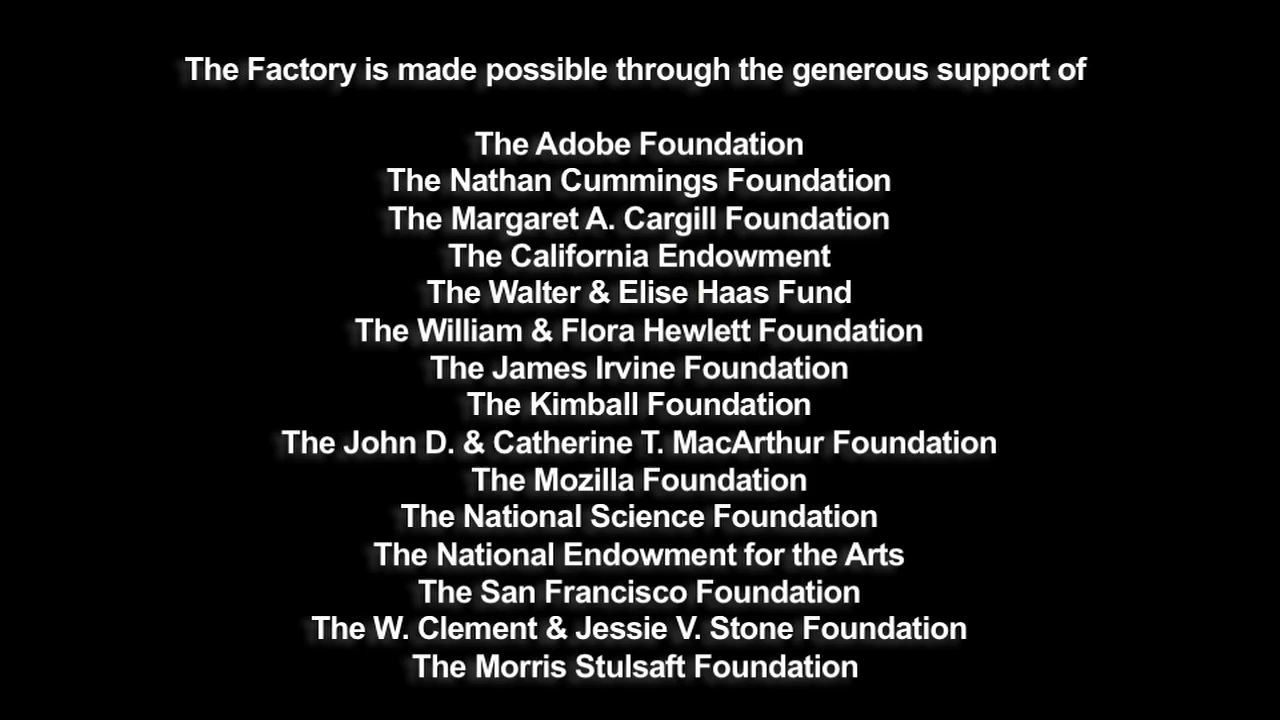 The Factory is made possible through the generous support of
The Adobe Foundation
The Nathan Cummings Foundation
The Margaret A. Cargill Foundation
The California Endowment
The Walter & Elise Haas Fund
The William & Flora Hewlett Foundation
The James Irvine Foundation
The Kimball Foundation
The John D. & Catherine T. MacArthur Foundation
The Mozilla Foundation
The National Science Foundation
The National Endowment for the Arts
The San Francisco Foundation
The W. Clement & Jessie V. Stone Foundation
The Morris Stulsaft Foundation